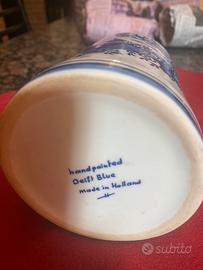 handpainted
Delft Blue
made in Holland
subito